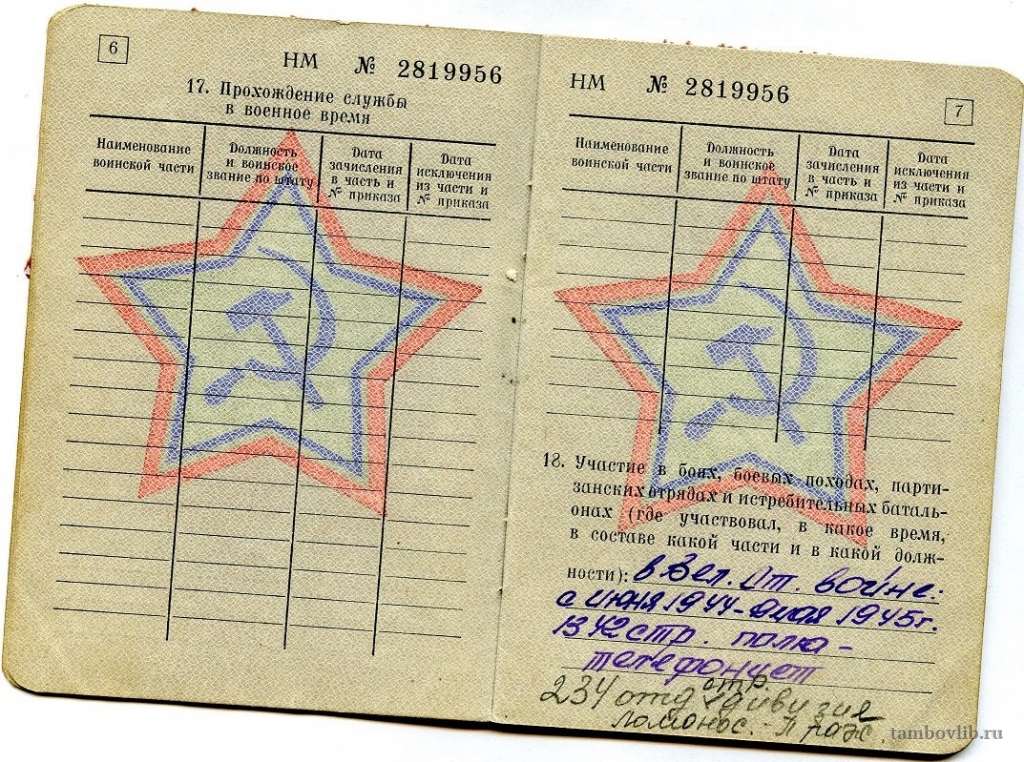 6
НМ № 2819956
17. Прохождение службы
в военное время
Наименование
воинской части
Должность
и воинское
звание по штату
Дата
зачисления
в часть и
№ приказа
Дата
исключения
из части и
№ приказа
НМ № 2819956
7
Наименование
воинской части
Должность
и воинское
звание по штату
Дата
зачисления
в часть и
№ приказа
Дата
исключения
из части и
№ приказа
18. Участие в боях, боевых походах, парти-
занских отрядах и истребительных баталь-
онах (где участвовал, в какое время,
в составе какой части и в какой долж-
ности): в Вел. От. войне:
с июня 1944 - 9 мая 1945 г.
1342 стр. полка -
телефонист
стр.
234 отд дивизия
Ломонос. -
tambovlib.ru